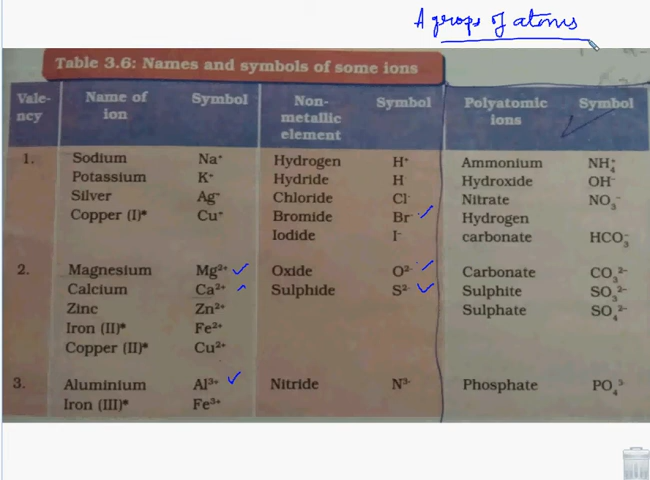 A groups of atoms
Table 3.6: Names and symbols of some ions
Vale- Name of Symbol Non- Symbol Polyatomic Symbol
ncy ion metallic ions
element
1. Sodium Na⁺ Hydrogen H⁺ Ammonium NH₄⁺
Potassium K⁺ Hydride H⁻ Hydroxide OH⁻
Silver Ag⁺ Chloride Cl⁻ Nitrate NO₃⁻
Copper (I)* Cu⁺ Bromide Br⁻ Hydrogen
Iodide I⁻ carbonate HCO₃⁻
2. Magnesium Mg²⁺ Oxide O²⁻ Carbonate CO₃²⁻
Calcium Ca²⁺ Sulphide S²⁻ Sulphite SO₃²⁻
Zinc Zn²⁺ Sulphate SO₄²⁻
Iron (II)* Fe²⁺
Copper (II)* Cu²⁺
3. Aluminium Al³⁺ Nitride N³⁻ Phosphate PO₄³⁻
Iron (III)* Fe³⁺